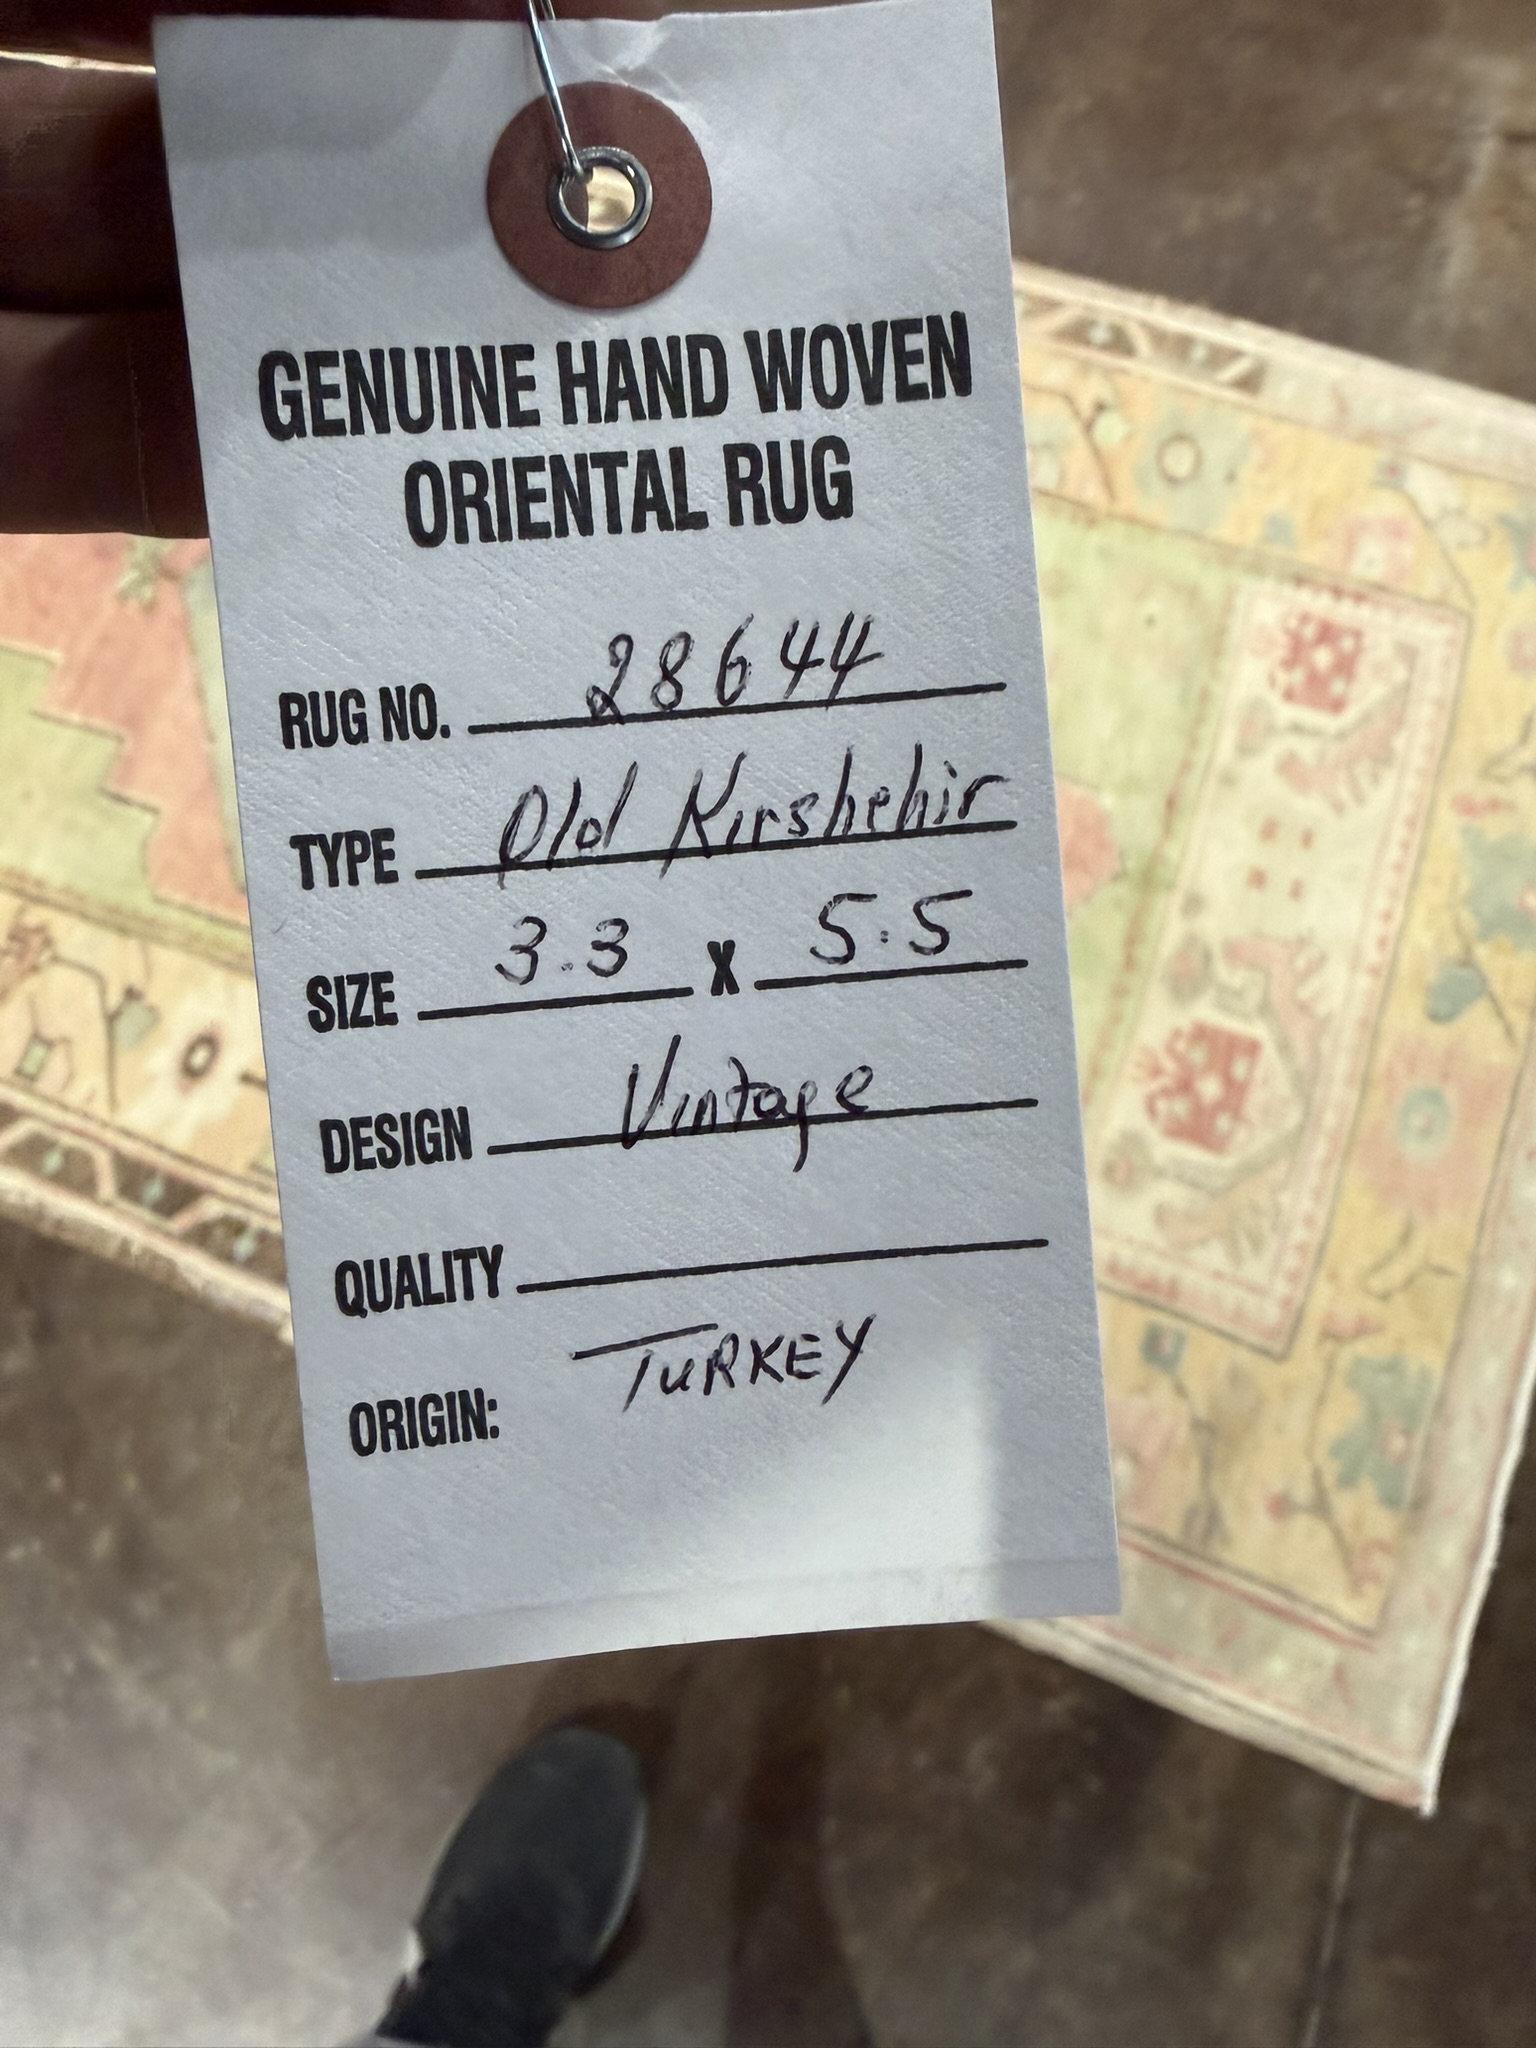 GENUINE HAND WOVEN
ORIENTAL RUG
RUG NO. 28644
TYPE Old Kirshehir
SIZE 3.3 X 5.5
DESIGN Vintage
QUALITY
ORIGIN: TURKEY